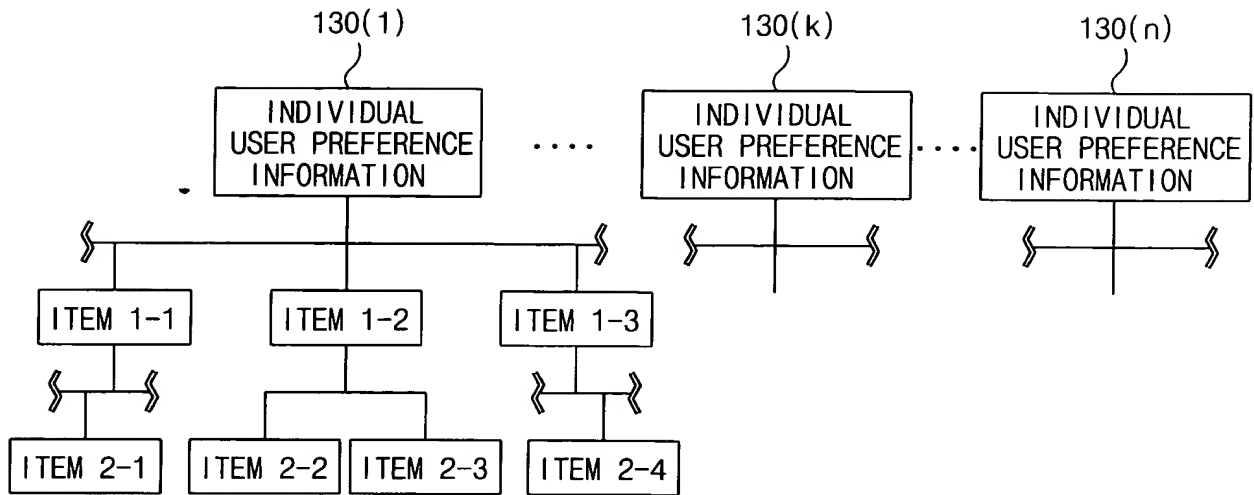 130(1)
130(k)
130(n)
INDIVIDUAL
USER PREFERENCE
INFORMATION
....
INDIVIDUAL
USER PREFERENCE
INFORMATION
....
INDIVIDUAL
USER PREFERENCE
INFORMATION
ITEM 1-1
ITEM 1-2
ITEM 1-3
ITEM 2-1
ITEM 2-2
ITEM 2-3
ITEM 2-4